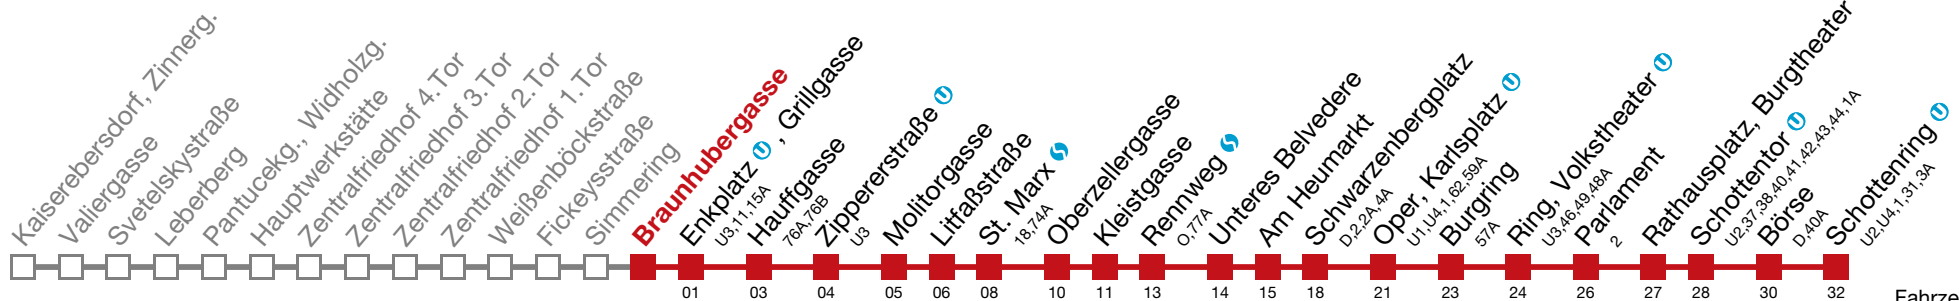 Kaiserebersdorf, Zinnerg.
Valiergasse
Svetelskystraße
Leberberg
Pantucekg., Widholzg.
Hauptwerkstätte
Zentralfriedhof 4.Tor
Zentralfriedhof 3.Tor
Zentralfriedhof 2.Tor
Zentralfriedhof 1.Tor
Weißenböckstraße
Fickeysstraße
Simmering
Braunhubergasse
Enkplatz U, Grillgasse
U3,11,15A
Hauffgasse
76A,76B
Zippererstraße U
U3
Molitorgasse
Litfaßstraße
St. Marx S
18,74A
Oberzellergasse
Kleistgasse
Rennweg S
O,77A
Unteres Belvedere
Am Heumarkt
Schwarzenbergplatz
D,2,2A,4A
Oper, Karlsplatz U
U1,U4,1,62,59A
Burgring
57A
Ring, Volkstheater U
U3,46,49,48A
Parlament
2
Rathausplatz, Burgtheater
Schottentor U
U2,37,38,40,41,42,43,44,1A
Börse
D,40A
Schottenring U
U2,U4,1,31,3A
01 03 04 05 06 08 10 11 13 14 15 18 21 23 24 26 27 28 30 32
Fahrze